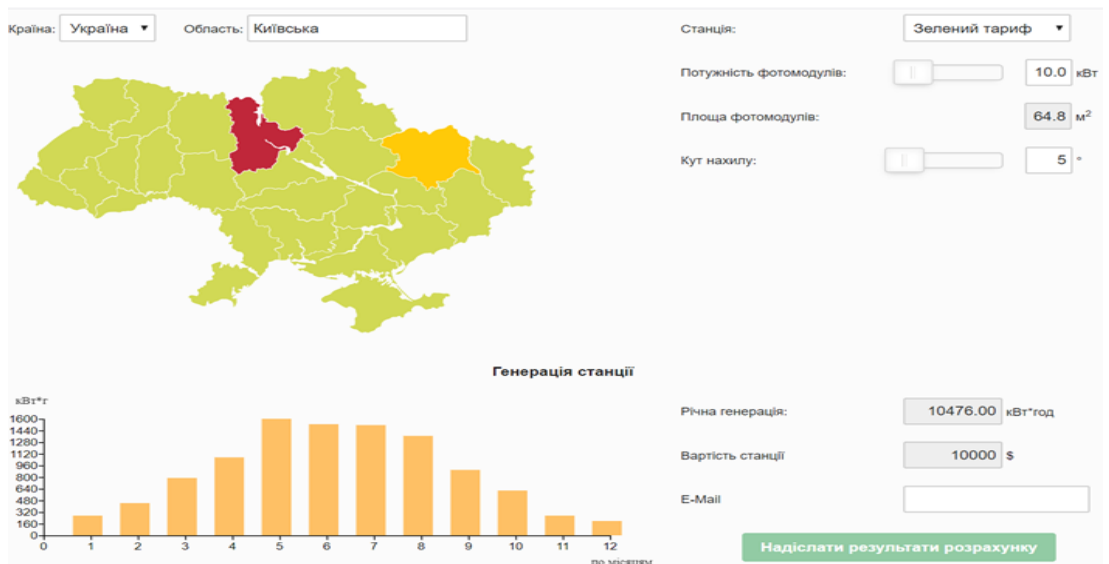 Країна: Україна Область: Київська Станція: Зелений тариф
Потужність фотомодулів: 10.0 кВт
Площа фотомодулів: 64.8 м²
Кут нахилу: 5 °
Генерація станції
кВт*г
1600
1440
1280
1120
960
800
640
480
320
160
0
0 1 2 3 4 5 6 7 8 9 10 11 12
по місяцям
Річна генерація: 10476.00 кВт*год
Вартість станції 10000 $
E-Mail
Надіслати результати розрахунку